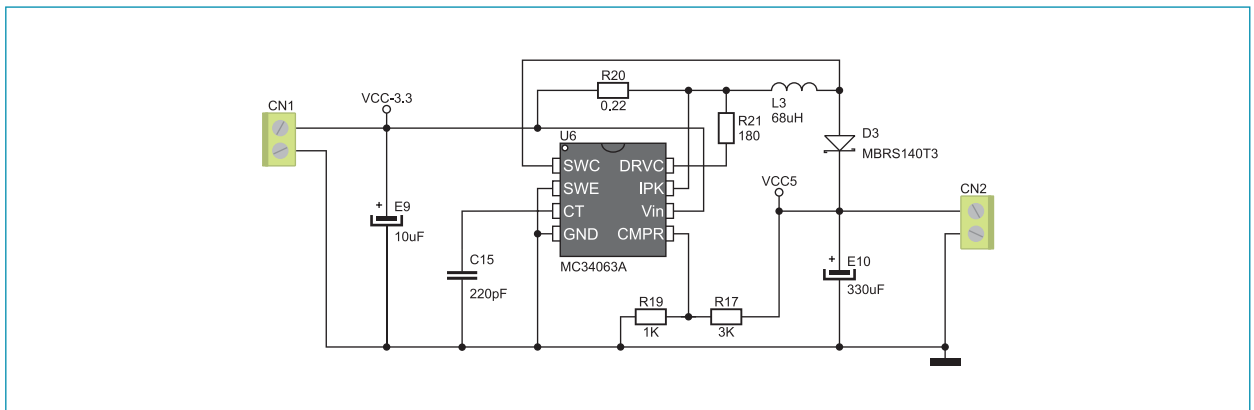 CN1
VCC-3.3
R20
0.22
R21
180
L3
68uH
D3
MBRS140T3
U6
SWC
DRVC
SWE
IPK
CT
Vin
GND
CMPR
MC34063A
VCC5
CN2
+
E9
10uF
C15
220pF
+
E10
330uF
R19
1K
R17
3K